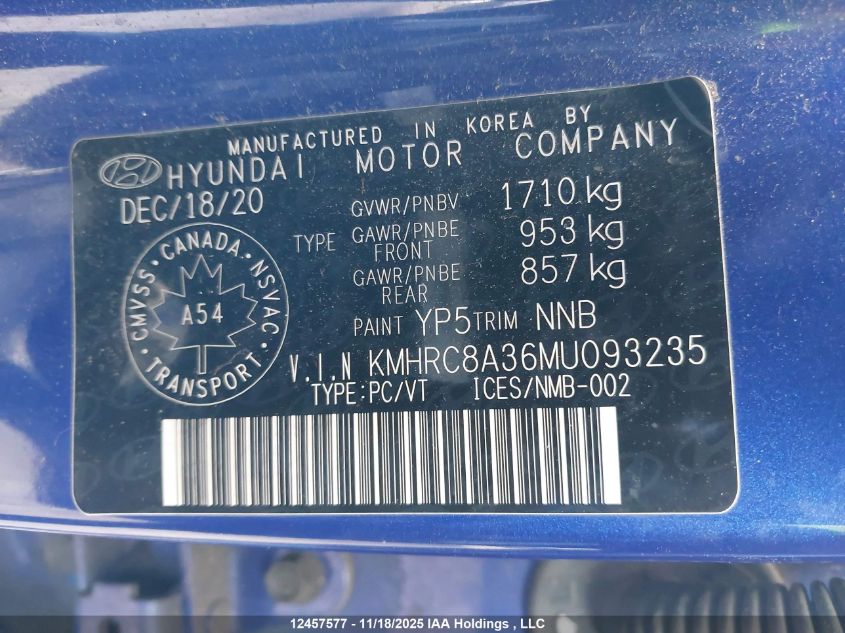 MANUFACTURED IN KOREA BY
HYUNDAI MOTOR COMPANY
DEC/18/20
GVWR/PNBV 1710 kg
TYPE GAWR/PNBE FRONT 953 kg
GAWR/PNBE REAR 857 kg
CMVSS · CANADA · NSVAC · TRANSPORT
A54
PAINT YP5 TRIM NNB
V.I.N KMHRC8A36MU093235
TYPE:PC/VT ICES/NMB-002
12457577 - 11/18/2025 IAA Holdings , LLC